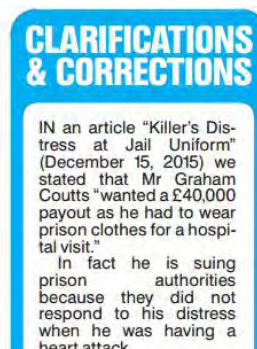 CLARIFICATIONS
& CORRECTIONS
IN an article “Killer’s Dis-
tress at Jail Uniform”
(December 15, 2015) we
stated that Mr Graham
Coutts “wanted a £40,000
payout as he had to wear
prison clothes for a hospi-
tal visit.”
In fact he is suing
prison authorities
because they did not
respond to his distress
when he was having a
heart attack